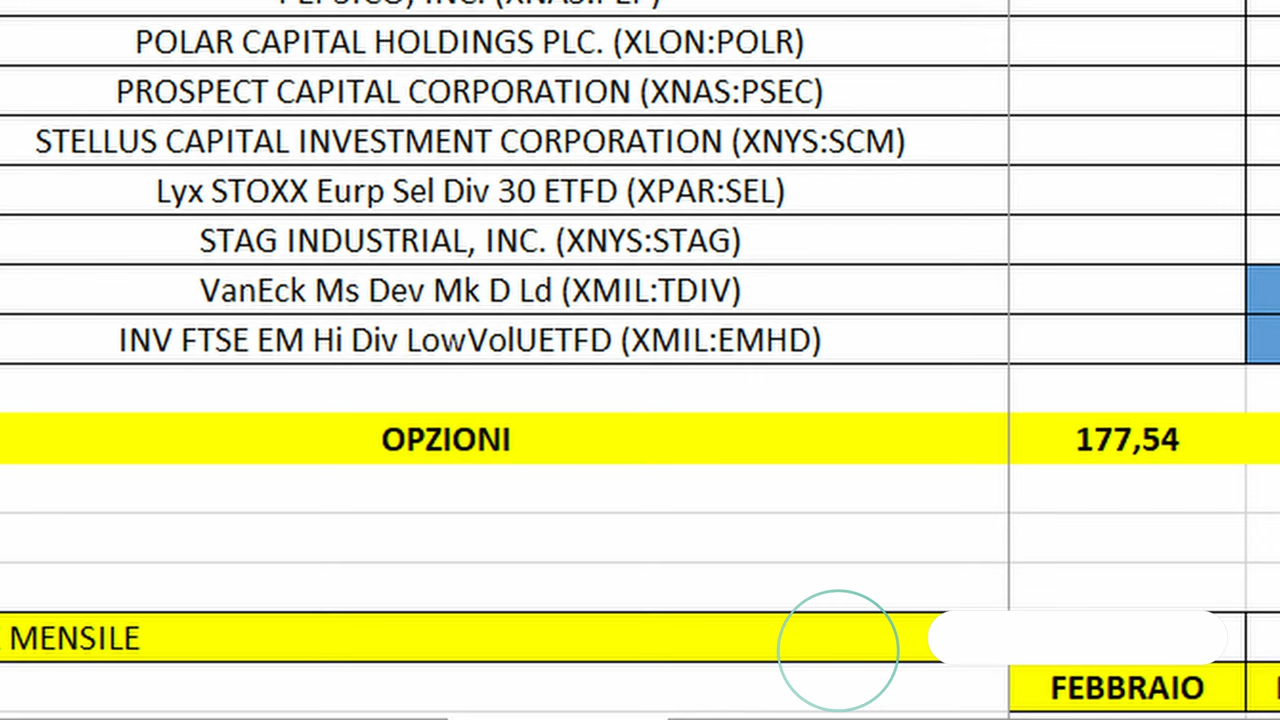 POLAR CAPITAL HOLDINGS PLC. (XLON:POLR)
PROSPECT CAPITAL CORPORATION (XNAS:PSEC)
STELLUS CAPITAL INVESTMENT CORPORATION (XNYS:SCM)
Lyx STOXX Eurp Sel Div 30 ETFD (XPAR:SEL)
STAG INDUSTRIAL, INC. (XNYS:STAG)
VanEck Ms Dev Mk D Ld (XMIL:TDIV)
INV FTSE EM Hi Div LowVolUETFD (XMIL:EMHD)
OPZIONI 177,54
MENSILE
FEBBRAIO